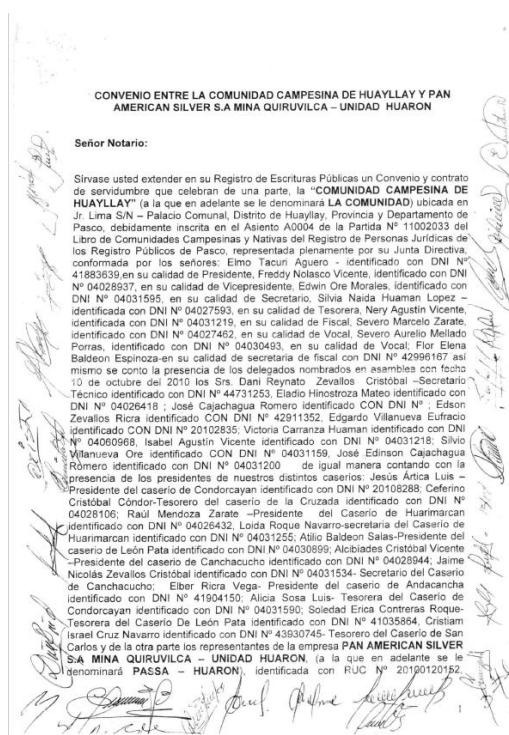 CONVENIO ENTRE LA COMUNIDAD CAMPESINA DE HUAYLLAY Y PAN
AMERICAN SILVER S.A MINA QUIRUVILCA – UNIDAD HUARON
Señor Notario:
Sírvase usted extender en su Registro de Escrituras Públicas un Convenio y contrato
de servidumbre que celebran de una parte, la "COMUNIDAD CAMPESINA DE
HUAYLLAY" (a la que en adelante se le denominará LA COMUNIDAD) ubicada en
Jr. Lima S/N – Palacio Comunal, Distrito de Huayllay, Provincia y Departamento de
Pasco, debidamente inscrita en el Asiento A0004 de la Partida Nº 11002033 del
Libro de Comunidades Campesinas y Nativas del Registro de Personas Jurídicas de
los Registro Públicos de Pasco, representada plenamente por su Junta Directiva,
conformada por los señores: Elmo Tacuri Aguero - identificado con DNI Nº
41883639,en su calidad de Presidente, Freddy Nolasco Vicente, identificado con DNI
Nº 04028937, en su calidad de Vicepresidente, Edwin Ore Morales, identificado con
DNI Nº 04031595, en su calidad de Secretario, Silvia Naida Huaman Lopez –
identificada con DNI Nº 04027593, en su calidad de Tesorera, Nery Agustín Vicente,
identificada con DNI Nº 04031219, en su calidad de Fiscal, Severo Marcelo Zarate,
identificado con DNI Nº 04027462, en su calidad de Vocal, Severo Aurelio Mellado
Porras, identificado con DNI Nº 04030493, en su calidad de Vocal; Flor Elena
Baldeon Espinoza-en su calidad de secretaria de fiscal con DNI Nº 42996167 así
mismo se conto la presencia de los delegados nombrados en asamblea con fecha
10 de octubre del 2010 los Srs. Dani Reynato Zevallos Cristóbal –Secretario
Técnico identificado con DNI Nº 44731253, Eladio Hinostroza Mateo identificado con
DNI Nº 04026418 ; José Cajachagua Romero identificado CON DNI Nº ; Edson
Zevallos Ricra identificado CON DNI Nº 42911352, Edgardo Villanueva Eufracio
identificado CON DNI Nº 20102835; Victoria Carranza Huaman identificado con DNI
Nº 04060968, Isabel Agustín Vicente identificado con DNI Nº 04031218; Silvio
Villanueva Ore identificado CON DNI Nº 04031159, José Edinson Cajachagua
Romero identificado con DNI Nº 04031200 de igual manera contando con la
presencia de los presidentes de nuestros distintos caserios: Jesús Ártica Luis –
Presidente del caserío de Condorcayan identificado con DNI Nº 20108288; Ceferino
Cristóbal Cóndor-Tesorero del caserío de la Cruzada identificado con DNI Nº
04028106; Raúl Mendoza Zarate –Presidente del Caserío de Huarimarcan
identificado con DNI Nº 04026432, Loida Roque Navarro-secretaria del Caserío de
Huarimarcan identificado con DNI Nº 04031255; Atilio Baldeon Salas-Presidente del
caserio de León Pata identificado con DNI Nº 04030899; Alcibiades Cristóbal Vicente
–Presidente del caserio de Canchacucho identificado con DNI Nº 04028944; Jaime
Nicolás Zevallos Cristóbal identificado con DNI Nº 04031534- Secretario del Casario
de Canchacucho; Elber Ricra Vega- Presidente del caserio de Andacancha
identificado con DNI Nº 41904150; Alicia Sosa Luis- Tesorera del Caserío de
Condorcayan identificado con DNI Nº 04031590; Soledad Erica Contreras Roque-
Tesorera del Caserío De León Pata identificado con DNI Nº 41035864, Cristiam
Israel Cruz Navarro identificado con DNI Nº 43930745- Tesorero del Caserío de San
Carlos y de la otra parte los representantes de la empresa PAN AMERICAN SILVER
S.A MINA QUIRUVILCA – UNIDAD HUARON, (a la que en adelante se le
denominará PASSA – HUARON), identificada con RUC Nº 20100120152,
1